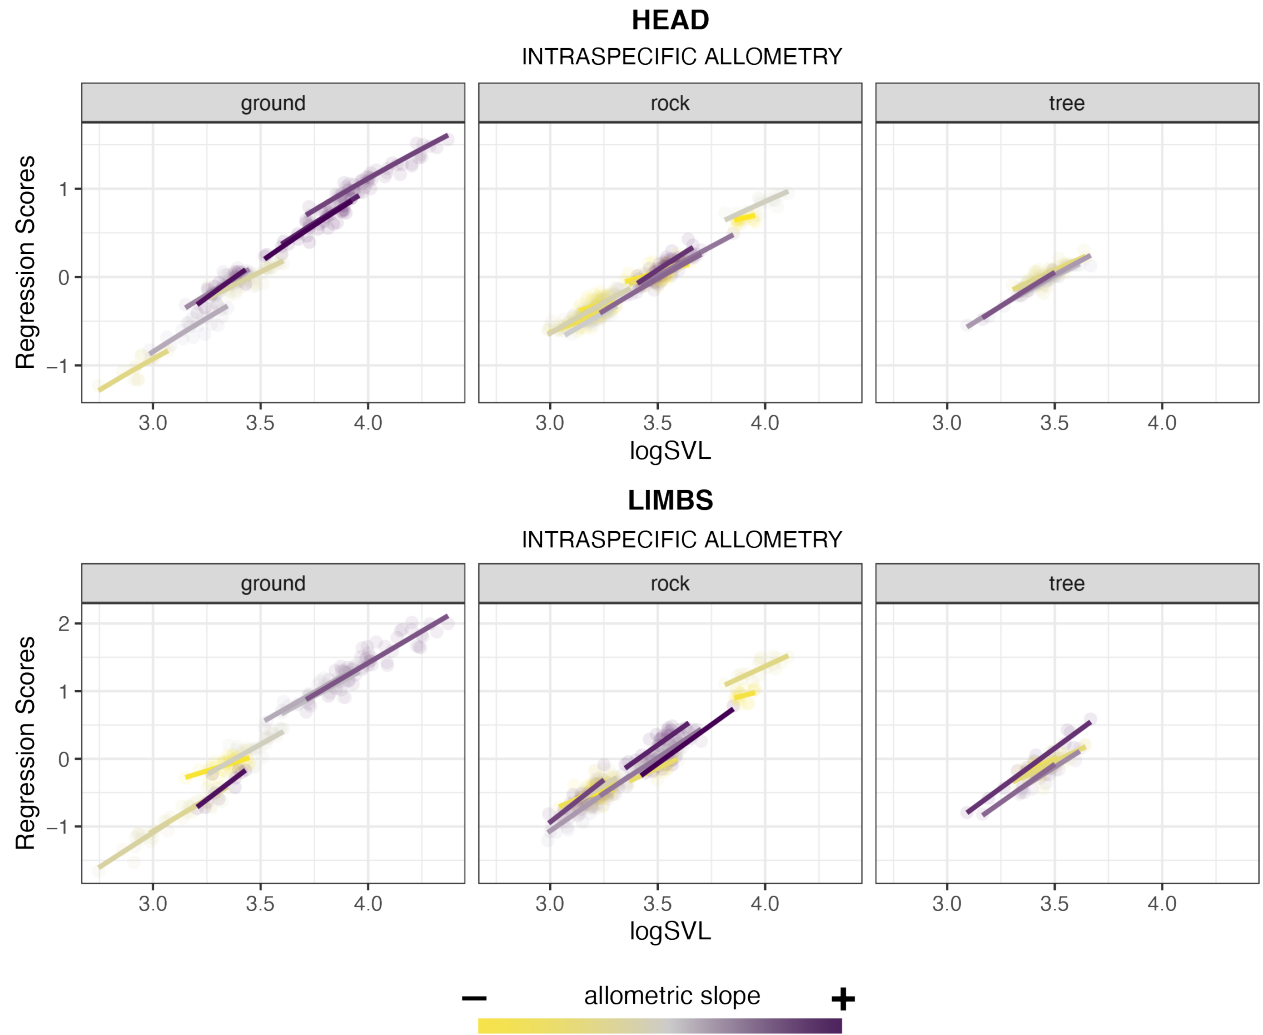 HEAD
INTRASPECIFIC ALLOMETRY
ground rock tree
Regression Scores
1
0
−1
3.0 3.5 4.0 3.0 3.5 4.0 3.0 3.5 4.0
logSVL
LIMBS
INTRASPECIFIC ALLOMETRY
ground rock tree
Regression Scores
2
1
0
−1
3.0 3.5 4.0 3.0 3.5 4.0 3.0 3.5 4.0
logSVL
− allometric slope +